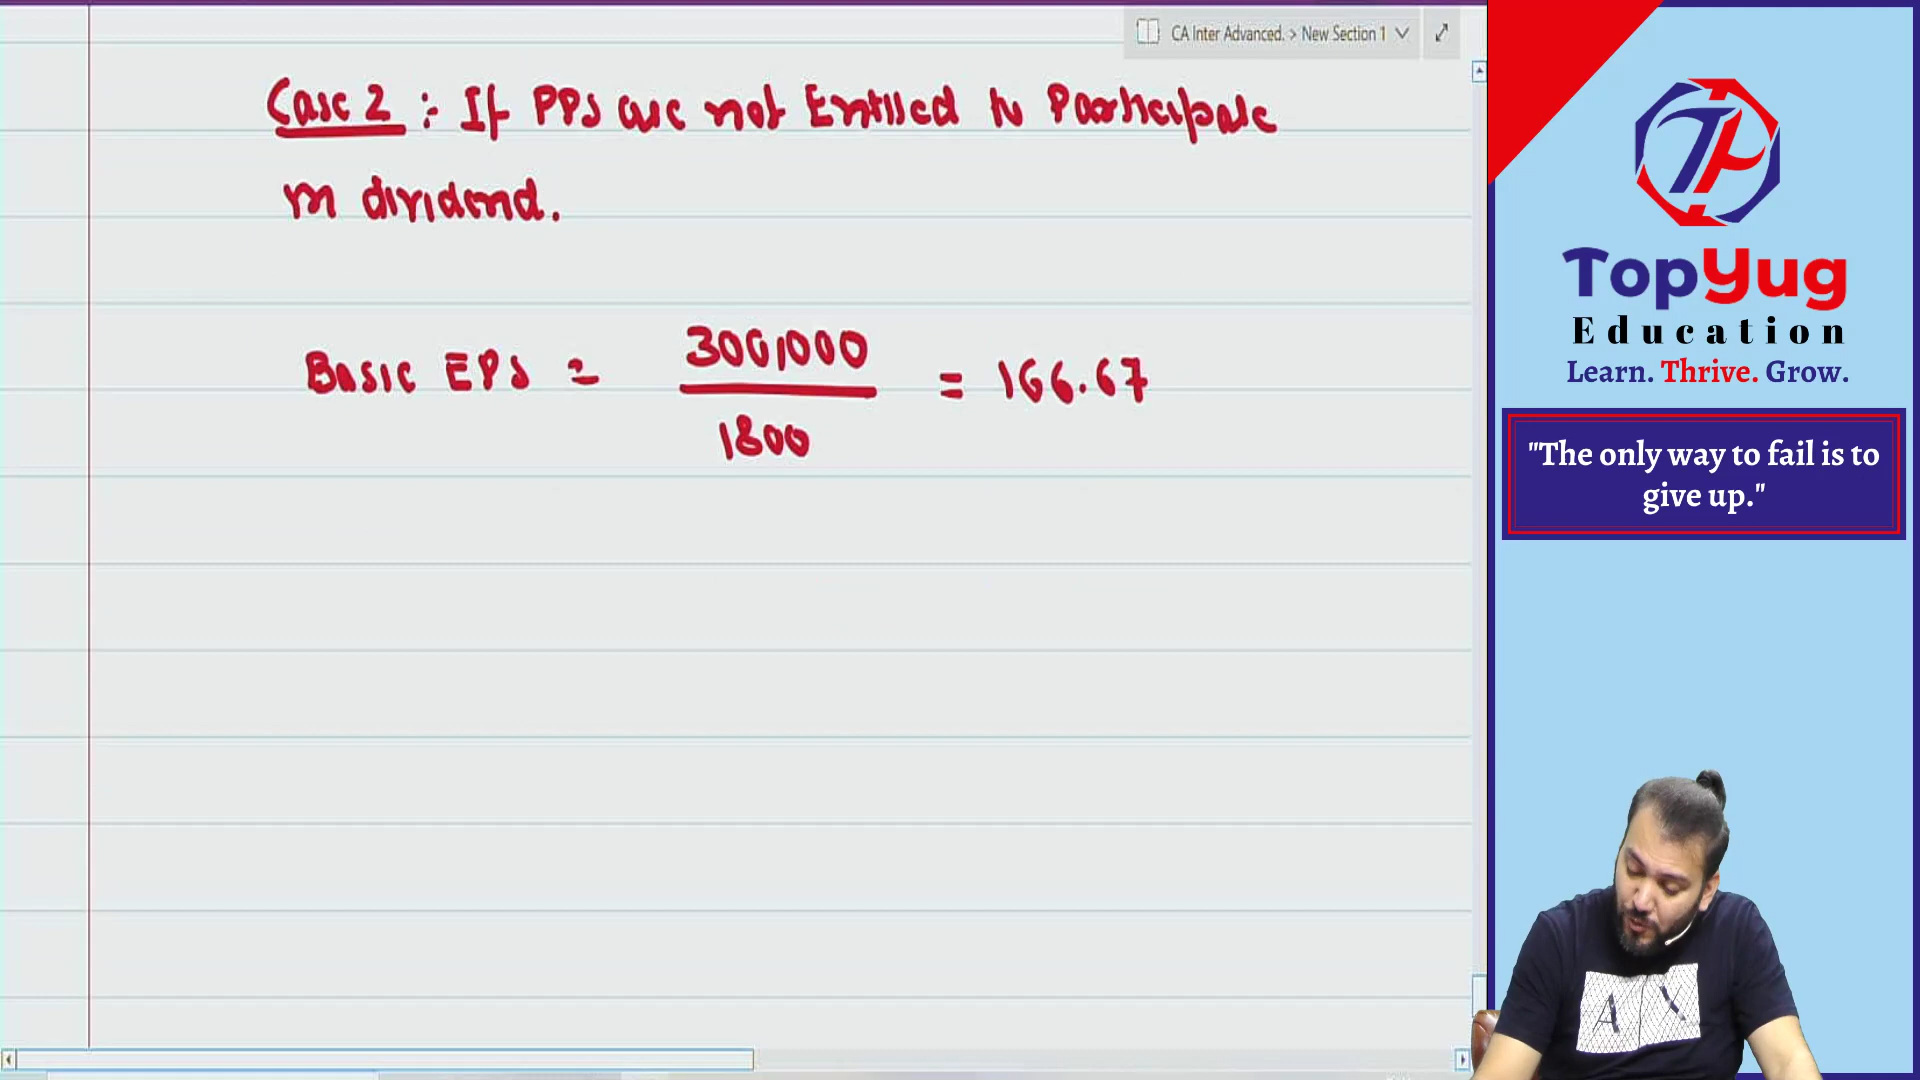 CA Inter Advanced. > New Section 1
Case 2 : If PPS are not Entitled to Participate
in dividend.
Basic EPS = 300,000 / 1800 = 166.67
TopYug
Education
Learn. Thrive. Grow.
"The only way to fail is to
give up."
A X